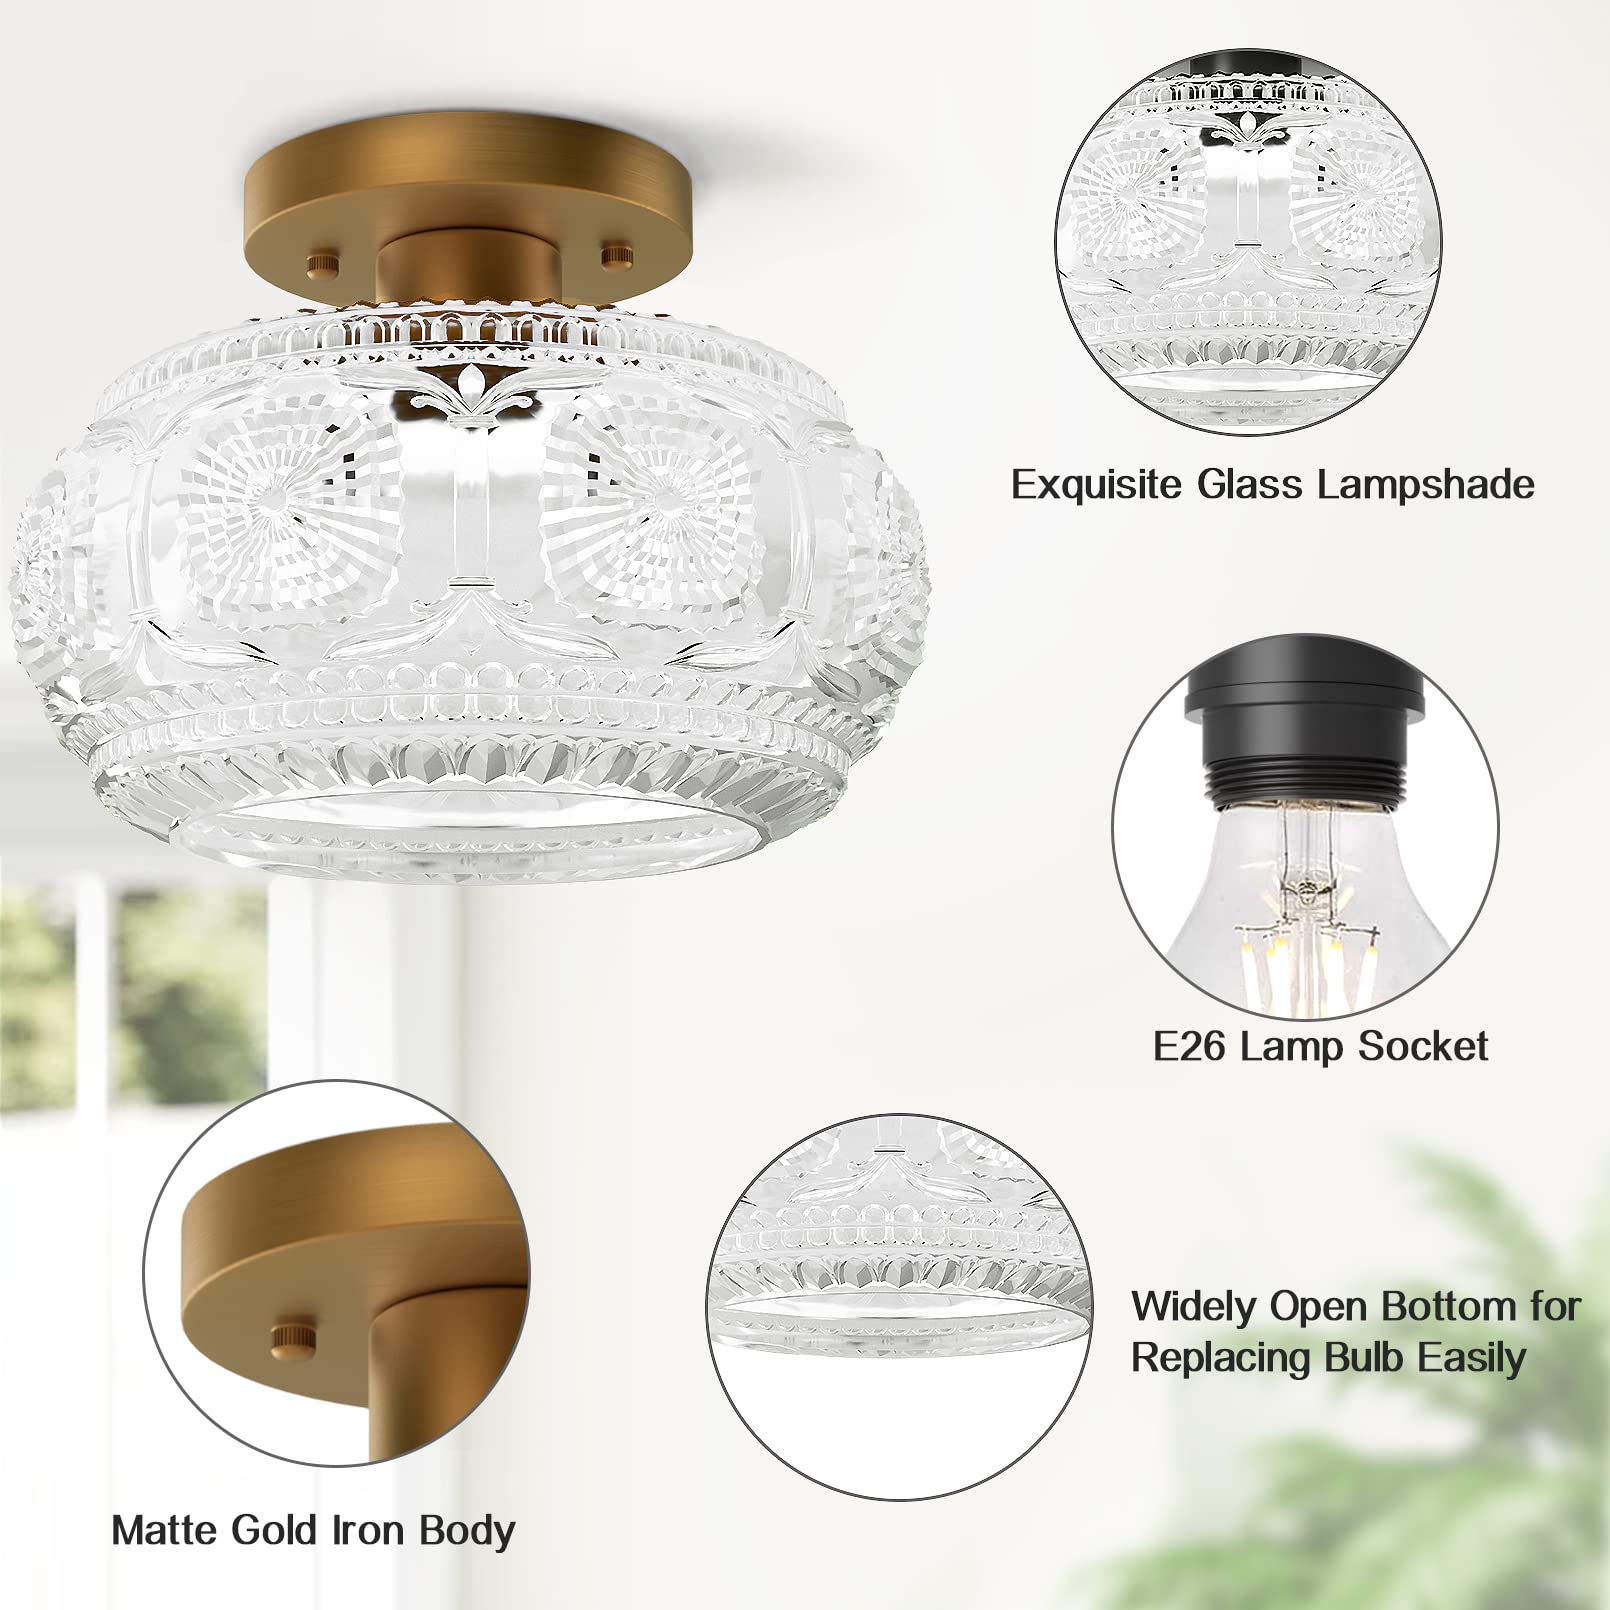 Exquisite Glass Lampshade
E26 Lamp Socket
Widely Open Bottom for
Replacing Bulb Easily
Matte Gold Iron Body